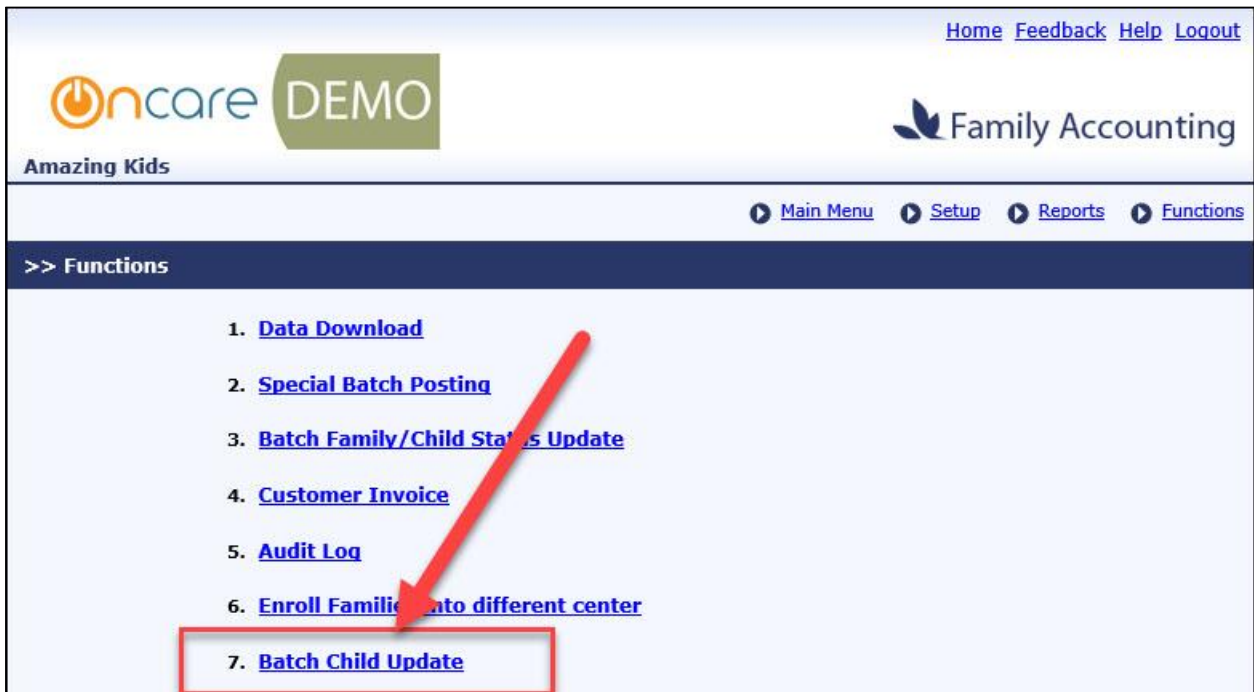 Home Feedback Help Logout
Oncare DEMO
Family Accounting
Amazing Kids
Main Menu Setup Reports Functions
>> Functions
1. Data Download
2. Special Batch Posting
3. Batch Family/Child Status Update
4. Customer Invoice
5. Audit Log
6. Enroll Families into different center
7. Batch Child Update